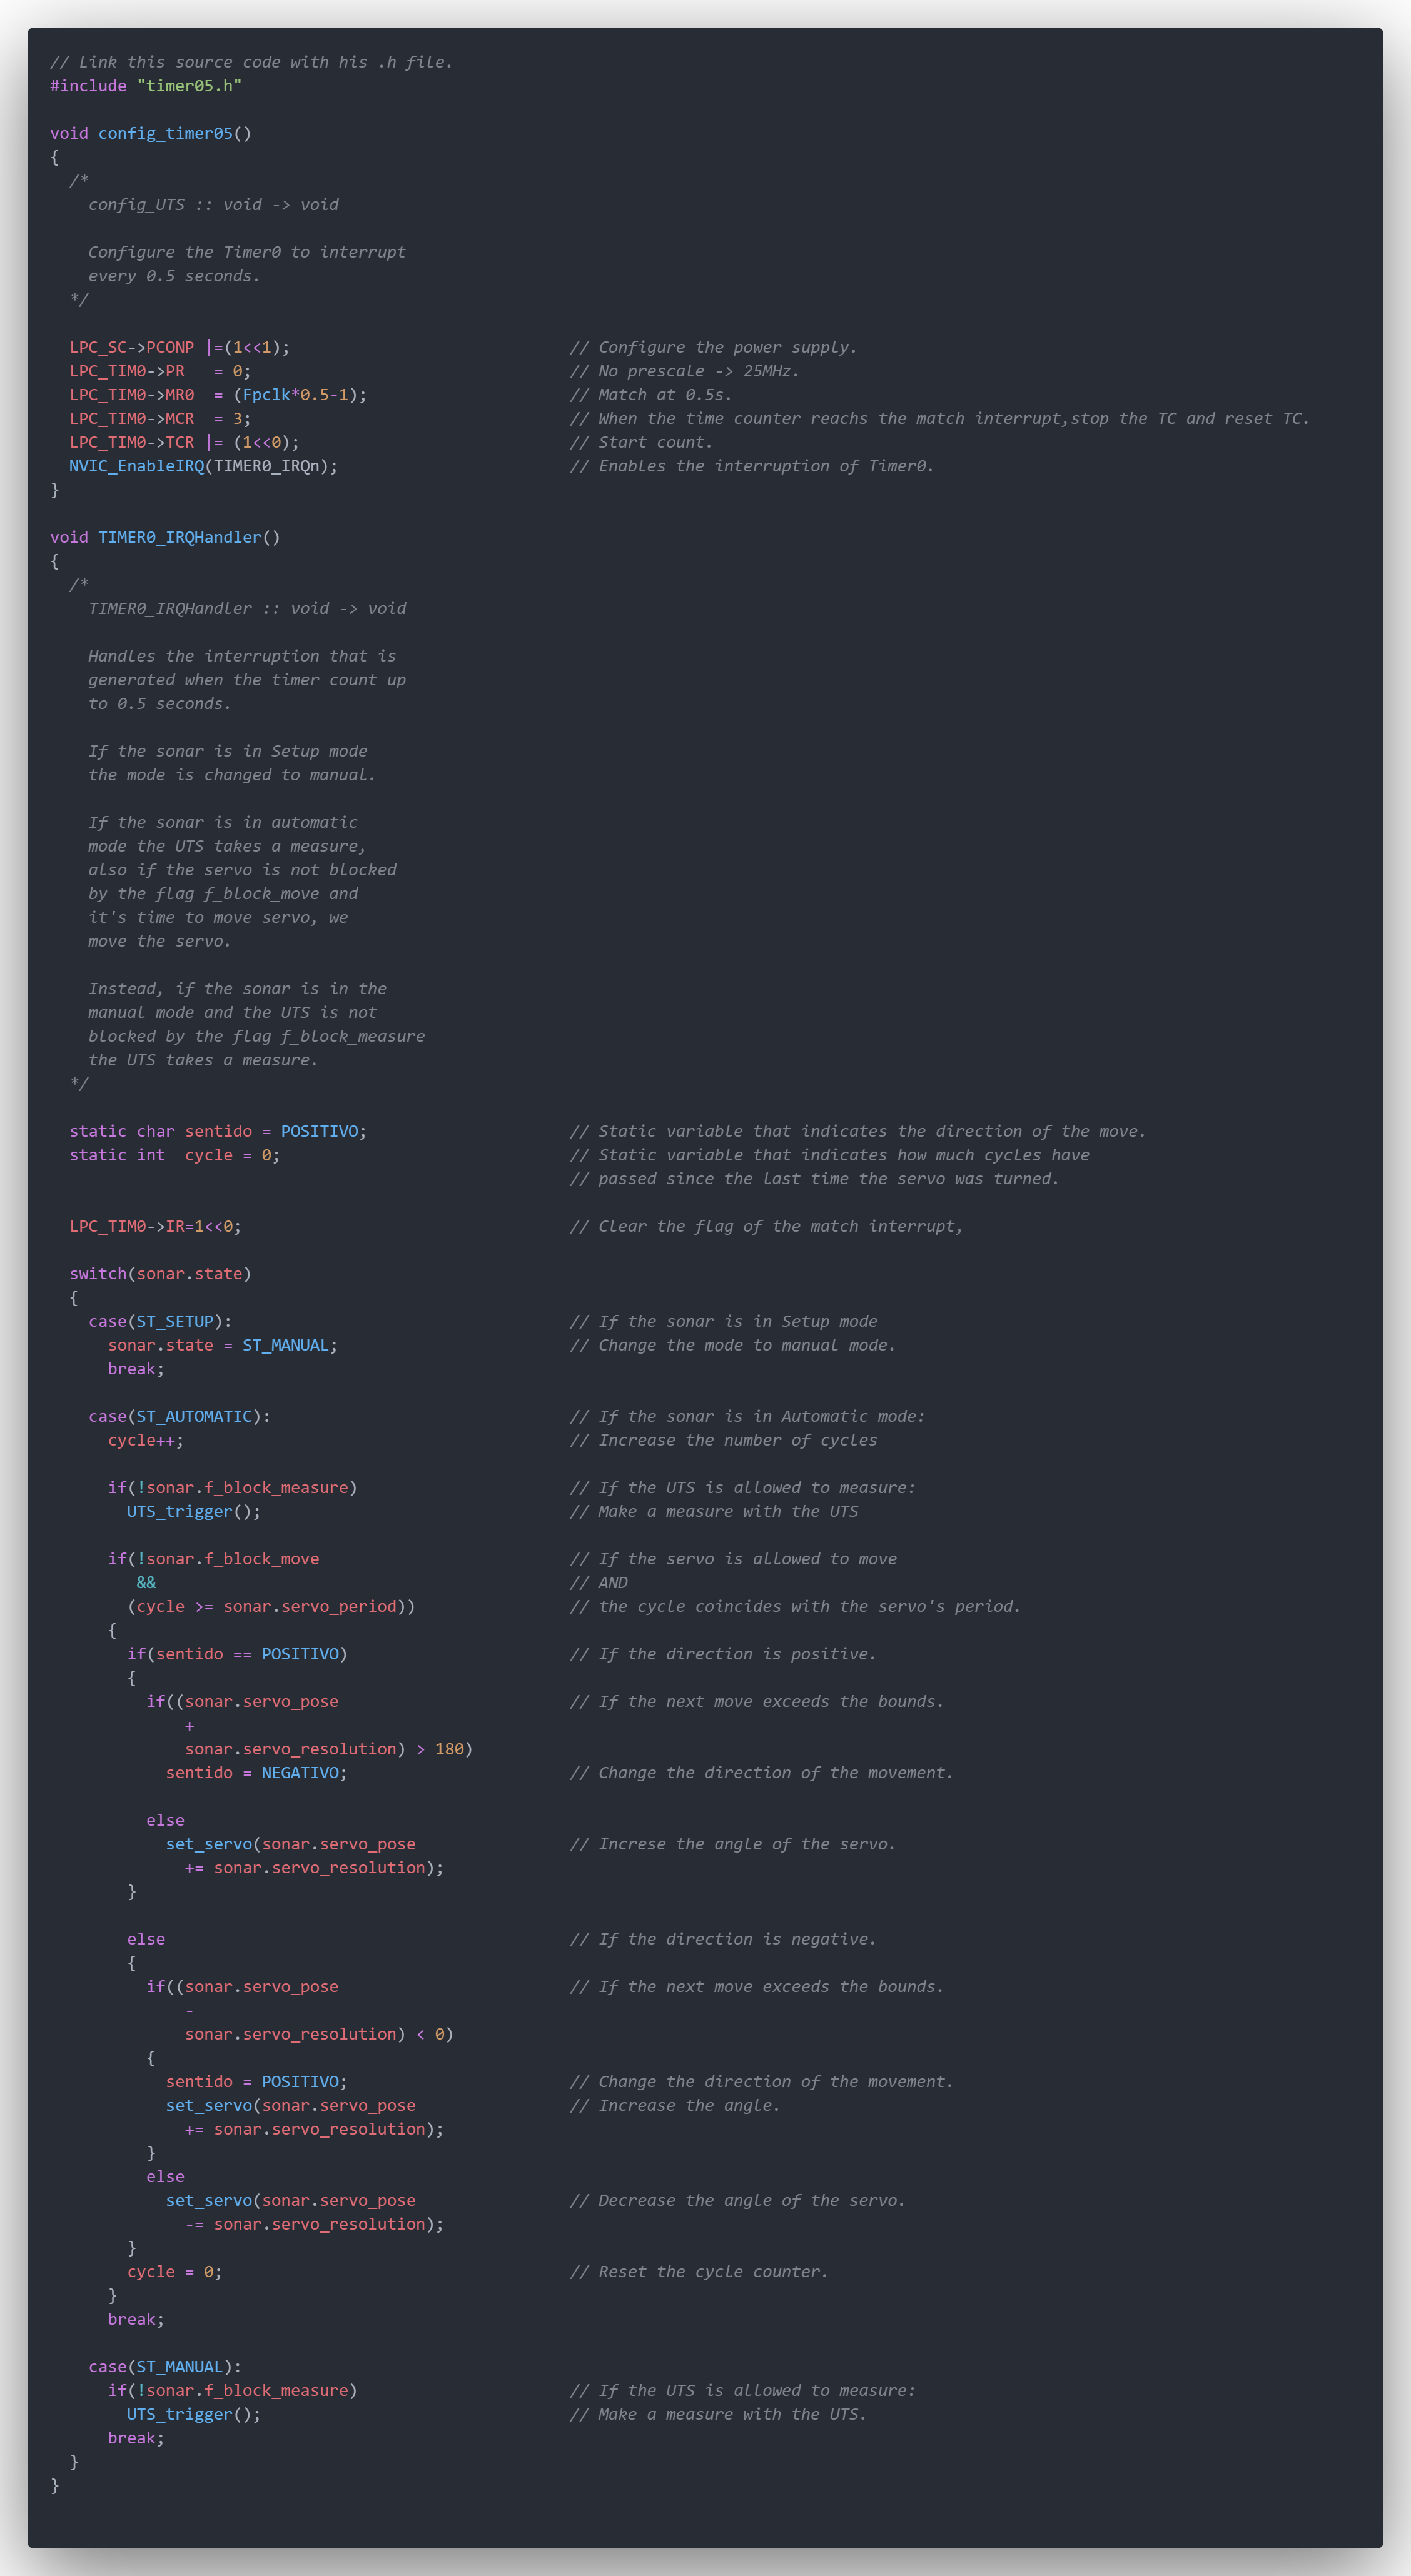 // Link this source code with his .h file.
#include "timer05.h"

void config_timer05()
{
  /*
    config_UTS :: void -> void

    Configure the Timer0 to interrupt
    every 0.5 seconds.
  */

  LPC_SC->PCONP |=(1<<1);                             // Configure the power supply.
  LPC_TIM0->PR   = 0;                                 // No prescale -> 25MHz.
  LPC_TIM0->MR0  = (Fpclk*0.5-1);                     // Match at 0.5s.
  LPC_TIM0->MCR  = 3;                                 // When the time counter reachs the match interrupt,stop the TC and reset TC.
  LPC_TIM0->TCR |= (1<<0);                            // Start count.
  NVIC_EnableIRQ(TIMER0_IRQn);                        // Enables the interruption of Timer0.
}

void TIMER0_IRQHandler()
{
  /*
    TIMER0_IRQHandler :: void -> void

    Handles the interruption that is
    generated when the timer count up
    to 0.5 seconds.

    If the sonar is in Setup mode
    the mode is changed to manual.

    If the sonar is in automatic
    mode the UTS takes a measure,
    also if the servo is not blocked
    by the flag f_block_move and
    it's time to move servo, we
    move the servo.

    Instead, if the sonar is in the
    manual mode and the UTS is not
    blocked by the flag f_block_measure
    the UTS takes a measure.
  */

  static char sentido = POSITIVO;                     // Static variable that indicates the direction of the move.
  static int  cycle = 0;                              // Static variable that indicates how much cycles have
                                                      // passed since the last time the servo was turned.

  LPC_TIM0->IR=1<<0;                                  // Clear the flag of the match interrupt,

  switch(sonar.state)
  {
    case(ST_SETUP):                                   // If the sonar is in Setup mode
      sonar.state = ST_MANUAL;                        // Change the mode to manual mode.
      break;

    case(ST_AUTOMATIC):                               // If the sonar is in Automatic mode:
      cycle++;                                        // Increase the number of cycles

      if(!sonar.f_block_measure)                      // If the UTS is allowed to measure:
        UTS_trigger();                                // Make a measure with the UTS

      if(!sonar.f_block_move                          // If the servo is allowed to move
         &&                                           // AND
        (cycle >= sonar.servo_period))                // the cycle coincides with the servo's period.
      {
        if(sentido == POSITIVO)                       // If the direction is positive.
        {
          if((sonar.servo_pose                        // If the next move exceeds the bounds.
              +
              sonar.servo_resolution) > 180)
            sentido = NEGATIVO;                       // Change the direction of the movement.

          else
            set_servo(sonar.servo_pose                // Increse the angle of the servo.
              += sonar.servo_resolution);
        }

        else                                          // If the direction is negative.
        {
          if((sonar.servo_pose                        // If the next move exceeds the bounds.
              -
              sonar.servo_resolution) < 0)
          {
            sentido = POSITIVO;                       // Change the direction of the movement.
            set_servo(sonar.servo_pose                // Increase the angle.
              += sonar.servo_resolution);
          }
          else
            set_servo(sonar.servo_pose                // Decrease the angle of the servo.
              -= sonar.servo_resolution);
        }
        cycle = 0;                                    // Reset the cycle counter.
      }
      break;

    case(ST_MANUAL):
      if(!sonar.f_block_measure)                      // If the UTS is allowed to measure:
        UTS_trigger();                                // Make a measure with the UTS.
      break;
  }
}